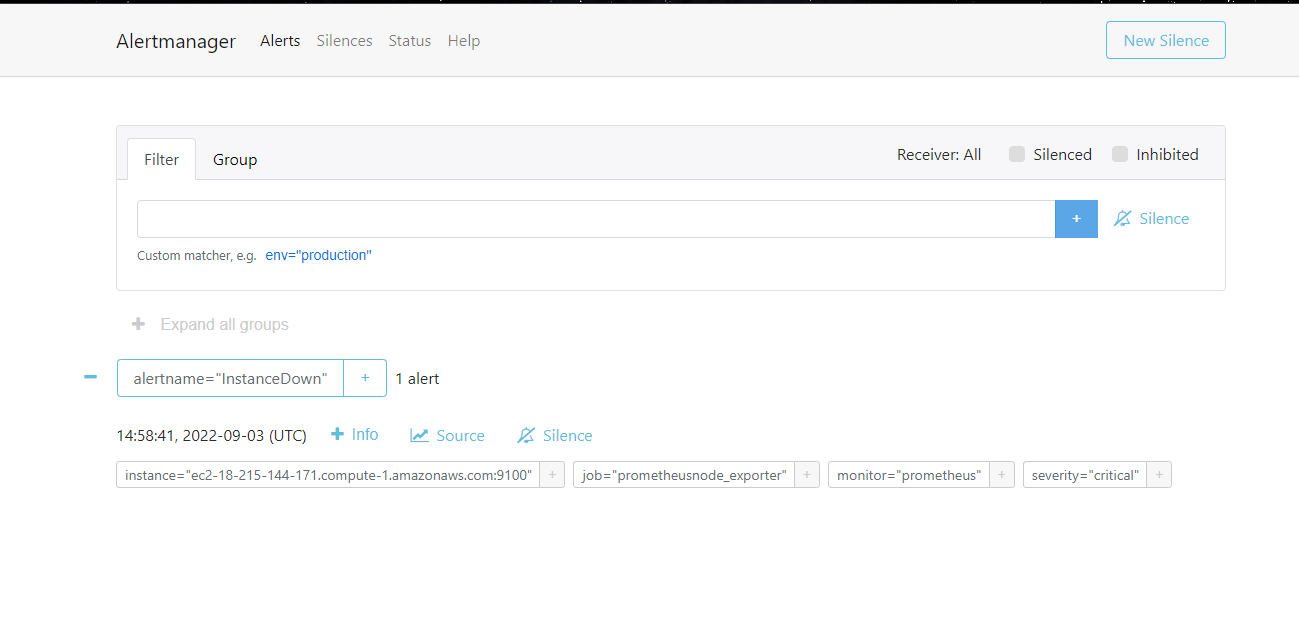 Alertmanager Alerts Silences Status Help New Silence
Filter Group Receiver: All Silenced Inhibited
+ Silence
Custom matcher, e.g. env="production"
+ Expand all groups
− alertname="InstanceDown" + 1 alert
14:58:41, 2022-09-03 (UTC) + Info Source Silence
instance="ec2-18-215-144-171.compute-1.amazonaws.com:9100" + job="prometheusnode_exporter" + monitor="prometheus" + severity="critical" +